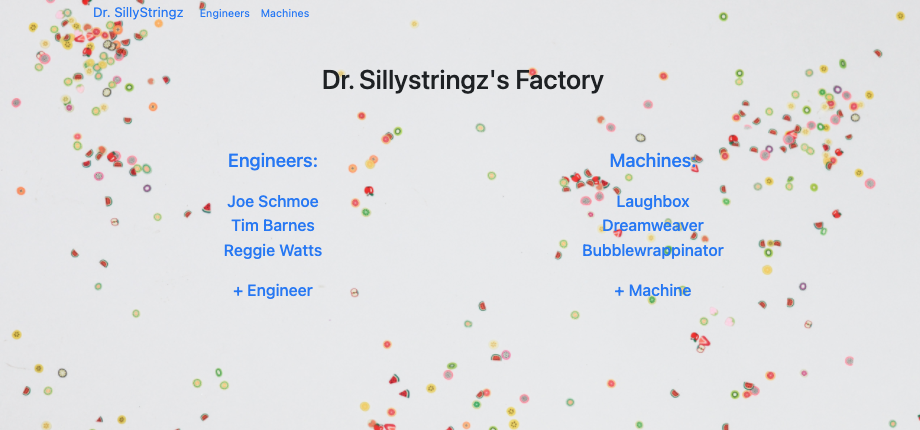 Dr. SillyStringz Engineers Machines
Dr. Sillystringz's Factory
Engineers:
Joe Schmoe
Tim Barnes
Reggie Watts
+ Engineer
Machines:
Laughbox
Dreamweaver
Bubblewrappinator
+ Machine